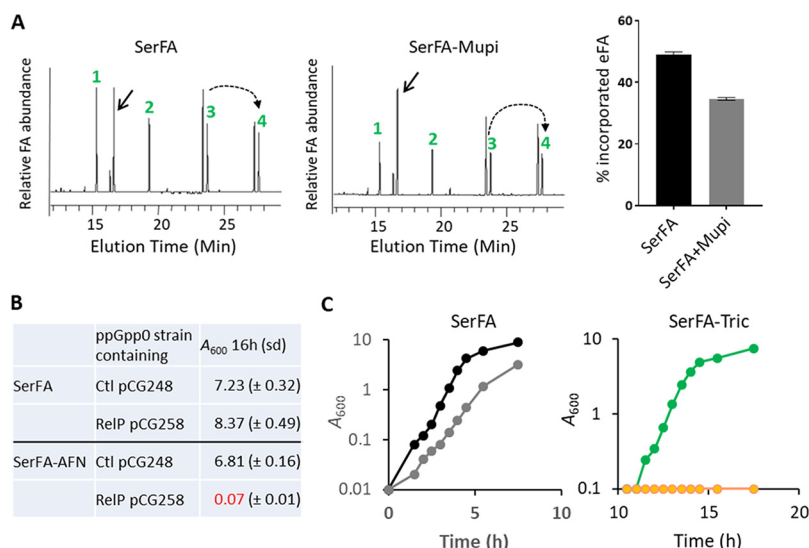 A
SerFA
Relative FA abundance
1
2
3
4
15
20
25
Elution Time (Min)
SerFA-Mupi
Relative FA abundance
1
2
3
4
15
20
25
Elution Time (Min)
% incorporated eFA
60
40
20
0
SerFA
SerFA+Mupi
B
ppGpp0 strain containing
A600 16h (sd)
SerFA
Ctl pCG248
7.23 (± 0.32)
RelP pCG258
8.37 (± 0.49)
SerFA-AFN
Ctl pCG248
6.81 (± 0.16)
RelP pCG258
0.07 (± 0.01)
C
SerFA
A600
10
1
0.1
0.01
0
5
10
Time (h)
SerFA-Tric
A600
10
1
0.1
10
15
20
Time (h)